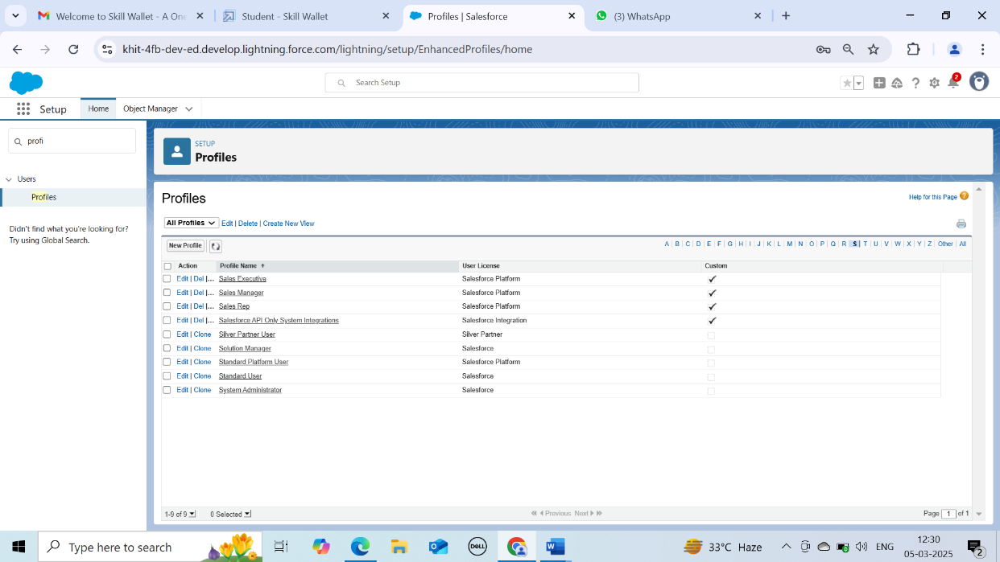 Welcome to Skill Wallet - A One
Student - Skill Wallet
Profiles | Salesforce
(3) WhatsApp
khit-4fb-dev-ed.develop.lightning.force.com/lightning/setup/EnhancedProfiles/home
Search Setup
2
Setup
Home
Object Manager
profi
Users
Profiles
Didn't find what you're looking for?
Try using Global Search.
SETUP
Profiles
Profiles
Help for this Page
All Profiles
Edit | Delete | Create New View
New Profile
A | B | C | D | E | F | G | H | I | J | K | L | M | N | O | P | Q | R | S | T | U | V | W | X | Y | Z | Other | All
Action Profile Name User License Custom
Edit | Del |... Sales Executive Salesforce Platform
Edit | Del |... Sales Manager Salesforce Platform
Edit | Del |... Sales Rep Salesforce Platform
Edit | Del |... Salesforce API Only System Integrations Salesforce Integration
Edit | Clone Silver Partner User Silver Partner
Edit | Clone Solution Manager Salesforce
Edit | Clone Standard Platform User Salesforce Platform
Edit | Clone Standard User Salesforce
Edit | Clone System Administrator Salesforce
1-9 of 9 0 Selected Previous Next Page 1 of 1
Type here to search
DELL
W
33°C Haze
ENG
12:30
05-03-2025
2